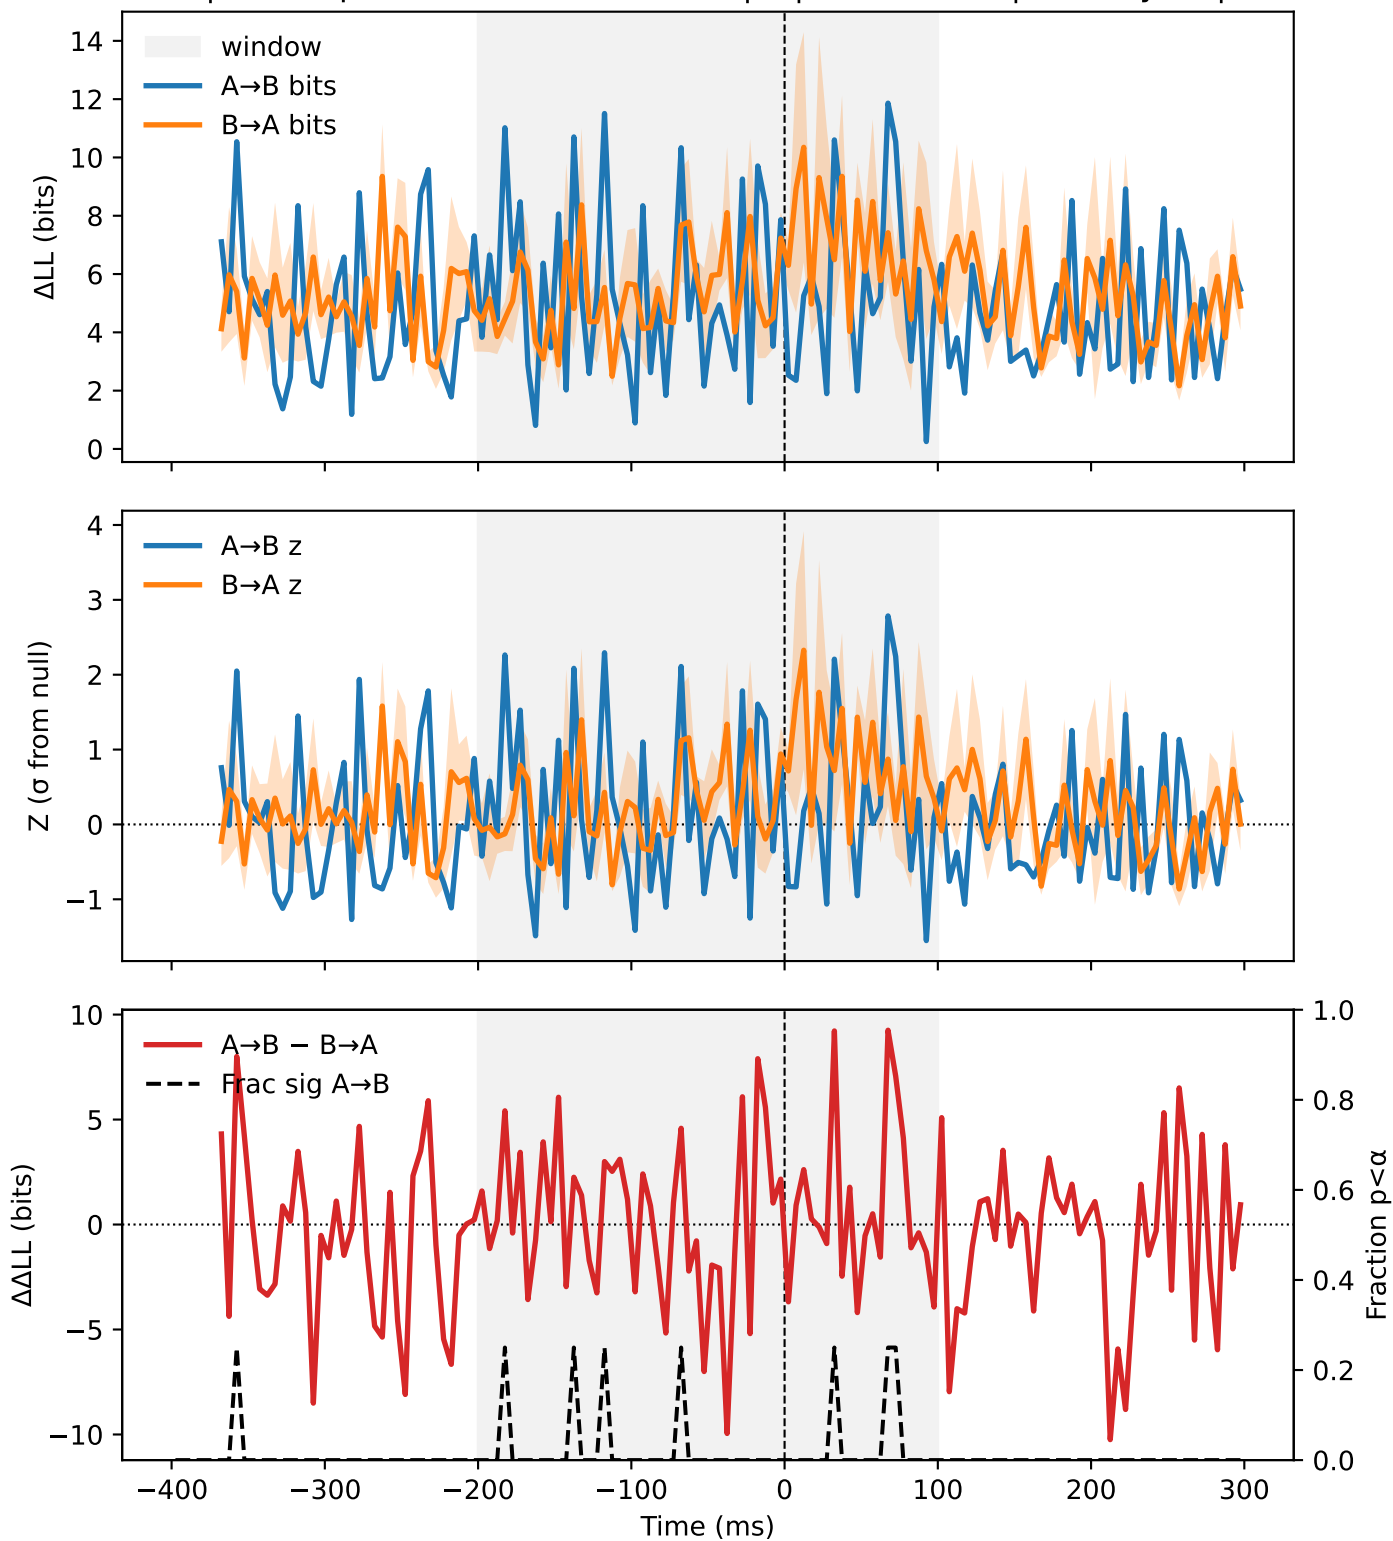 14
12
10
8
6
4
2
0
ΔLL (bits)
window
A→B bits
B→A bits
4
3
2
1
0
−1
Z (σ from null)
A→B z
B→A z
10
5
0
−5
−10
ΔΔLL (bits)
A→B − B→A
Frac sig A→B
1.0
0.8
0.6
0.4
0.2
0.0
Fraction p<α
−400 −300 −200 −100 0 100 200 300
Time (ms)